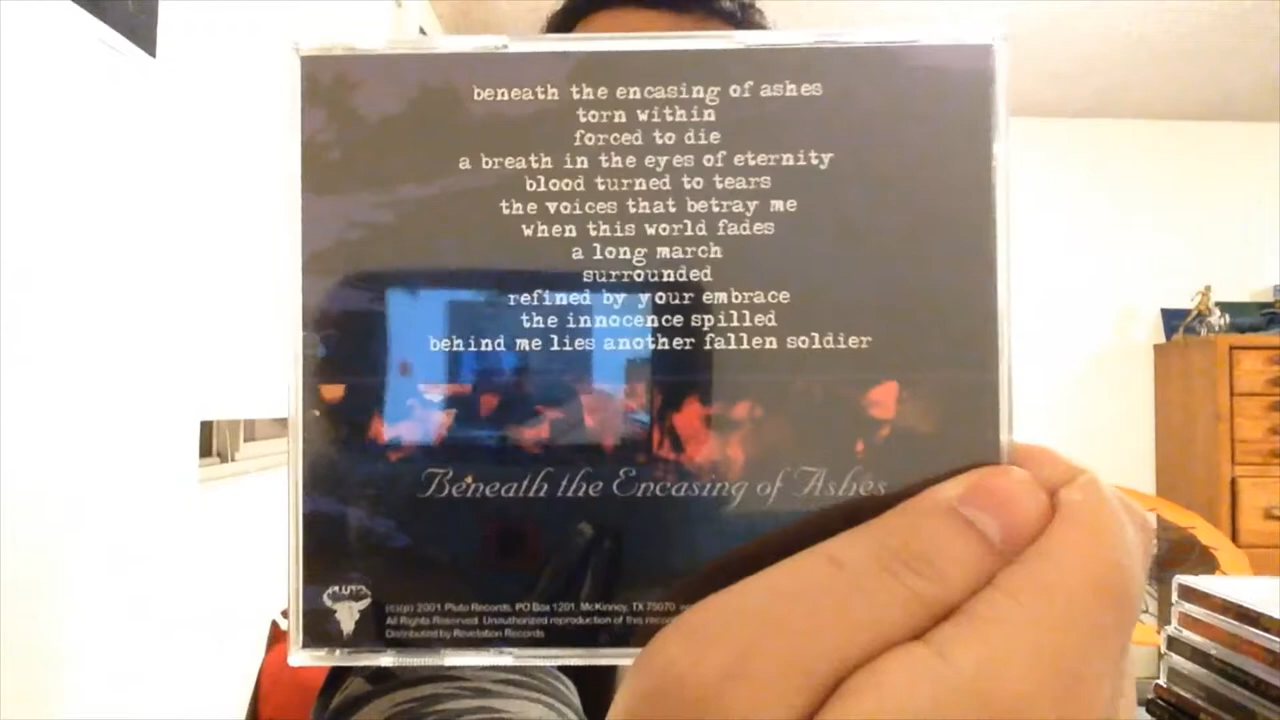 beneath the encasing of ashes
torn within
forced to die
a breath in the eyes of eternity
blood turned to tears
the voices that betray me
when this world fades
a long march
surrounded
refined by your embrace
the innocence spilled
behind me lies another fallen soldier
Beneath the Encasing of Ashes
PLUTO
(c)(p) 2001 Pluto Records, PO Box 1201, McKinney, TX 75070
All Rights Reserved. Unauthorized reproduction of this
Distributed by Revelation Records